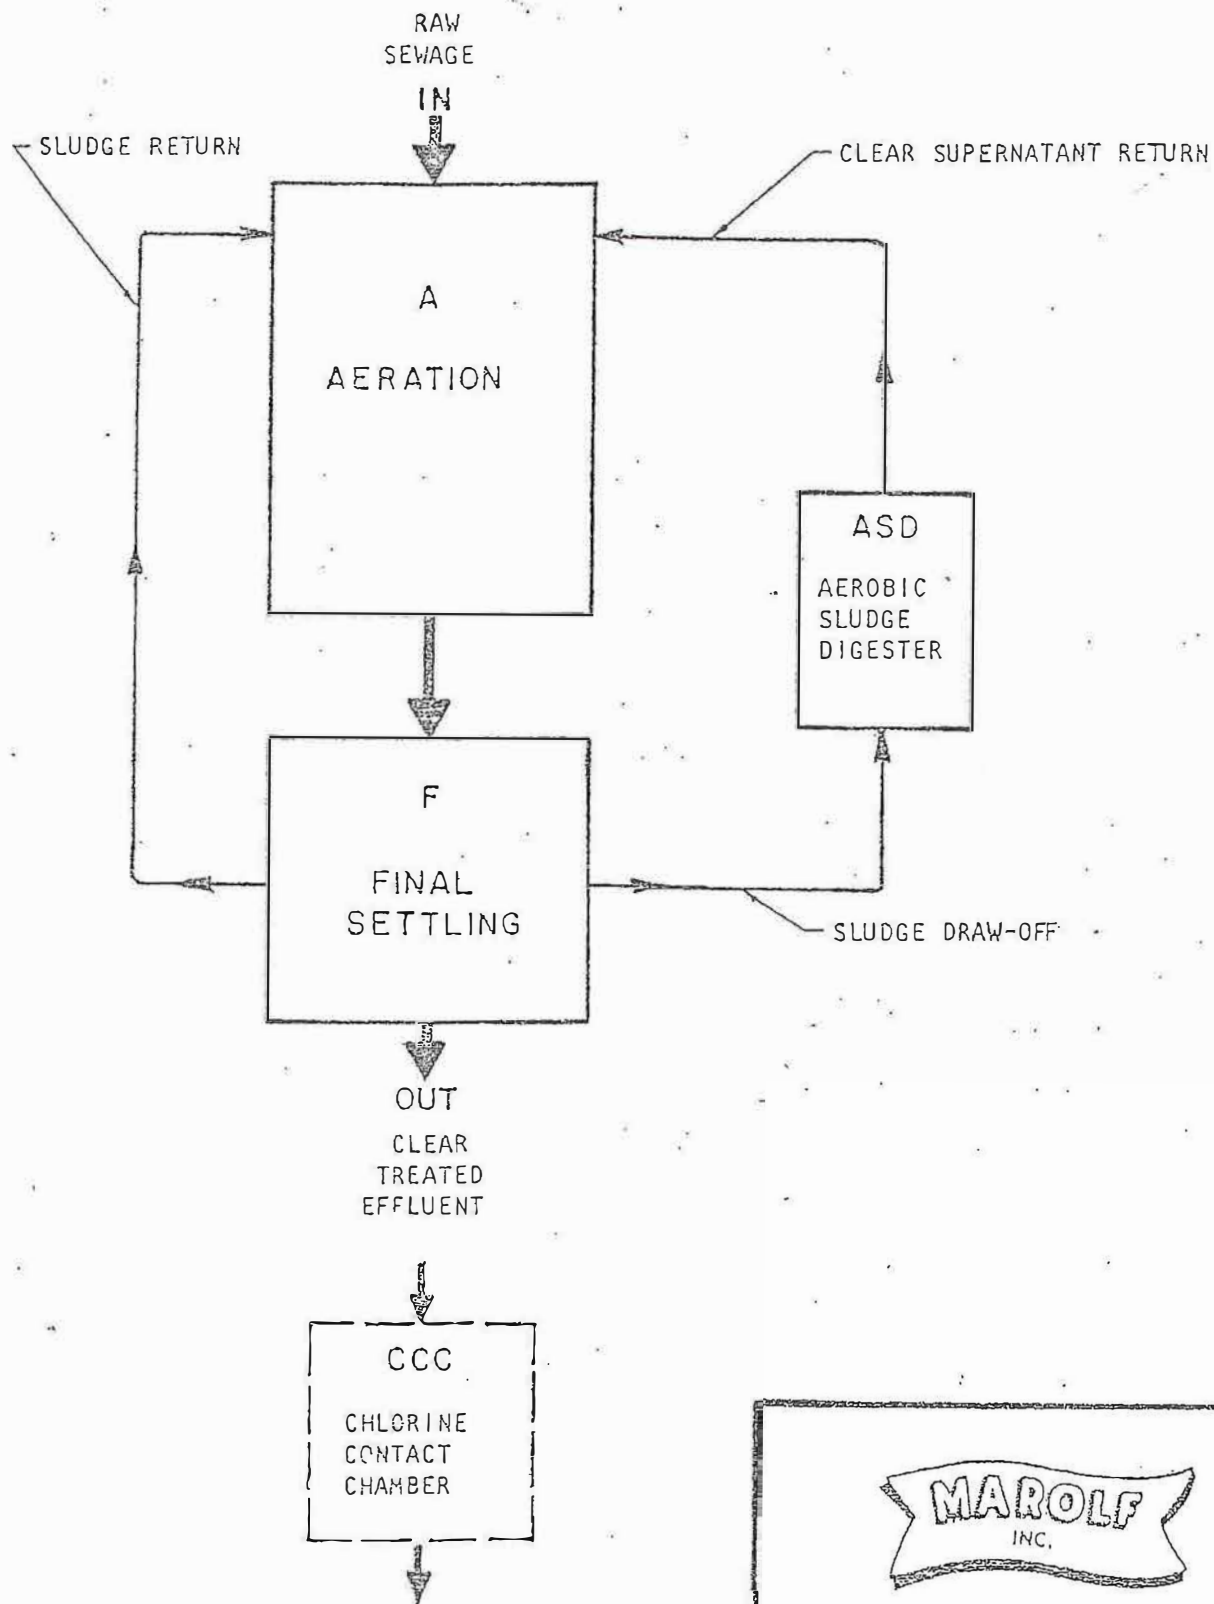 RAW
SEWAGE
IN
SLUDGE RETURN
CLEAR SUPERNATANT RETURN
A
AERATION
ASD
AEROBIC
SLUDGE
DIGESTER
F
FINAL
SETTLING
SLUDGE DRAW-OFF
OUT
CLEAR
TREATED
EFFLUENT
CCC
CHLORINE
CONTACT
CHAMBER
MAROLF
INC.